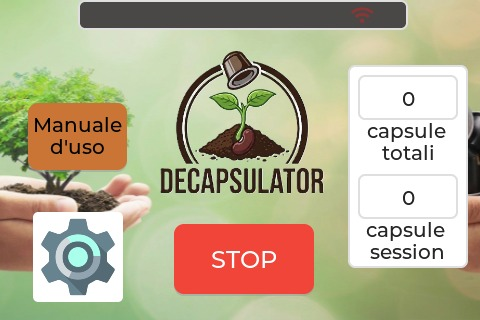 Manuale
d'uso
DECAPSULATOR
STOP
0
capsule
totali
0
capsule
session